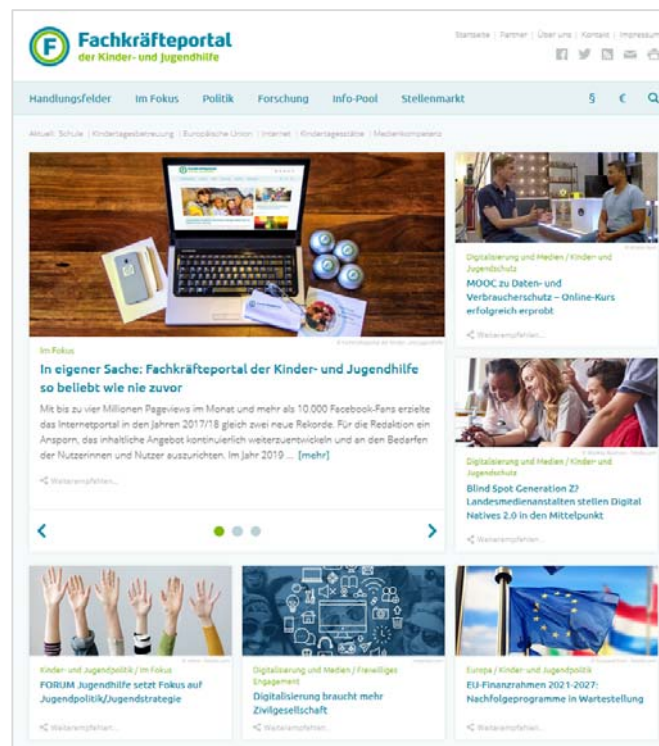 Fachkräfteportal
der Kinder- und Jugendhilfe
Startseite | Partner | Über uns | Kontakt | Impressum
Handlungsfelder Im Fokus Politik Forschung Info-Pool Stellenmarkt § €
Aktuell: Schule | Kindertagesbetreuung | Europäische Union | Internet | Kindertagesstätte | Medienkompetenz
Im Fokus
In eigener Sache: Fachkräfteportal der Kinder- und Jugendhilfe
so beliebt wie nie zuvor
Mit bis zu vier Millionen Pageviews im Monat und mehr als 10.000 Facebook-Fans erzielte
das Internetportal in den Jahren 2017/18 gleich zwei neue Rekorde. Für die Redaktion ein
Ansporn, das inhaltliche Angebot kontinuierlich weiterzuentwickeln und an den Bedarfen
der Nutzerinnen und Nutzer auszurichten. Im Jahr 2019 ... [mehr]
Weiterempfehlen...
Digitalisierung und Medien / Kinder- und
Jugendschutz
MOOC zu Daten- und
Verbraucherschutz – Online-Kurs
erfolgreich erprobt
Weiterempfehlen...
Digitalisierung und Medien / Kinder- und
Jugendschutz
Blind Spot Generation Z?
Landesmedienanstalten stellen Digital
Natives 2.0 in den Mittelpunkt
Weiterempfehlen...
Kinder- und Jugendpolitik / Im Fokus
FORUM Jugendhilfe setzt Fokus auf
Jugendpolitik/Jugendstrategie
Weiterempfehlen...
Digitalisierung und Medien / Freiwilliges
Engagement
Digitalisierung braucht mehr
Zivilgesellschaft
Weiterempfehlen...
Europa / Kinder- und Jugendpolitik
EU-Finanzrahmen 2021-2027:
Nachfolgeprogramme in Wartestellung
Weiterempfehlen...